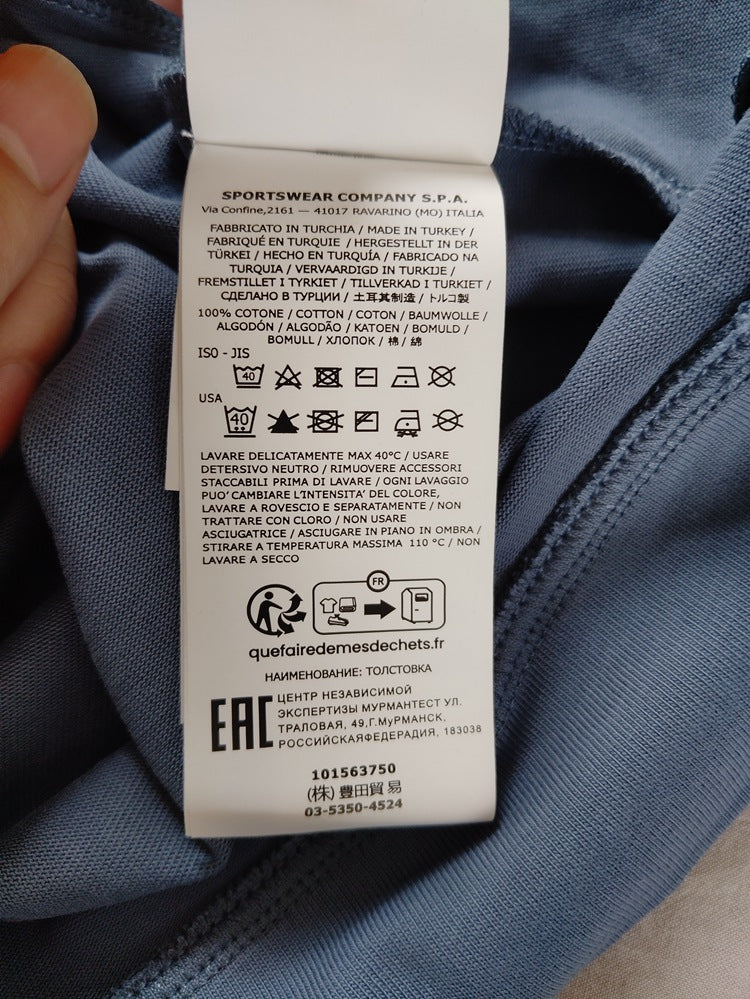 SPORTSWEAR COMPANY S.P.A.
Via Confine,2161 — 41017 RAVARINO (MO) ITALIA
FABBRICATO IN TURCHIA / MADE IN TURKEY /
FABRIQUÉ EN TURQUIE / HERGESTELLT IN DER
TÜRKEI / HECHO EN TURQUÍA / FABRICADO NA
TURQUIA / VERVAARDIGD IN TURKIJE /
FREMSTILLET I TYRKIET / TILLVERKAD I TURKIET /
СДЕЛАНО В ТУРЦИИ / 土耳其制造 / トルコ製
100% COTONE / COTTON / COTON / BAUMWOLLE /
ALGODÓN / ALGODÃO / KATOEN / BOMULD /
BOMULL / ХЛОПОК / 棉 / 綿
ISO - JIS
40
USA
40
LAVARE DELICATAMENTE MAX 40°C / USARE
DETERSIVO NEUTRO / RIMUOVERE ACCESSORI
STACCABILI PRIMA DI LAVARE / OGNI LAVAGGIO
PUO' CAMBIARE L'INTENSITA' DEL COLORE,
LAVARE A ROVESCIO E SEPARATAMENTE / NON
TRATTARE CON CLORO / NON USARE
ASCIUGATRICE / ASCIUGARE IN PIANO IN OMBRA /
STIRARE A TEMPERATURA MASSIMA 110 °C / NON
LAVARE A SECCO
FR
quefairedemesdechets.fr
НАИМЕНОВАНИЕ: ТОЛСТОВКА
EAC
ЦЕНТР НЕЗАВИСИМОЙ
ЭКСПЕРТИЗЫ МУРМАНТЕСТ УЛ.
ТРАЛОВАЯ, 49,Г.МУРМАНСК,
РОССИЙСКАЯФЕДЕРАДИЯ, 183038
101563750
(株) 豊田貿易
03-5350-4524